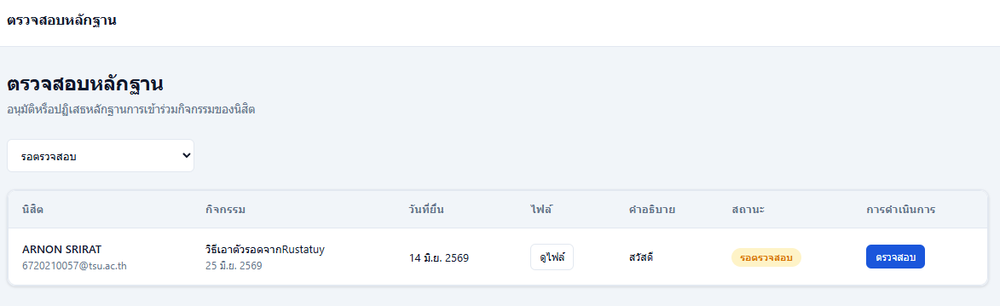 ตรวจสอบหลักฐาน
ตรวจสอบหลักฐาน
อนุมัติหรือปฏิเสธหลักฐานการเข้าร่วมกิจกรรมของนิสิต
รอตรวจสอบ
นิสิต กิจกรรม วันที่ยื่น ไฟล์ คำอธิบาย สถานะ การดำเนินการ
ARNON SRIRAT วิธีเอาตัวรอดจากRustatuy 14 มิ.ย. 2569 ดูไฟล์ สวัสดี รอตรวจสอบ ตรวจสอบ
6720210057@tsu.ac.th 25 มิ.ย. 2569